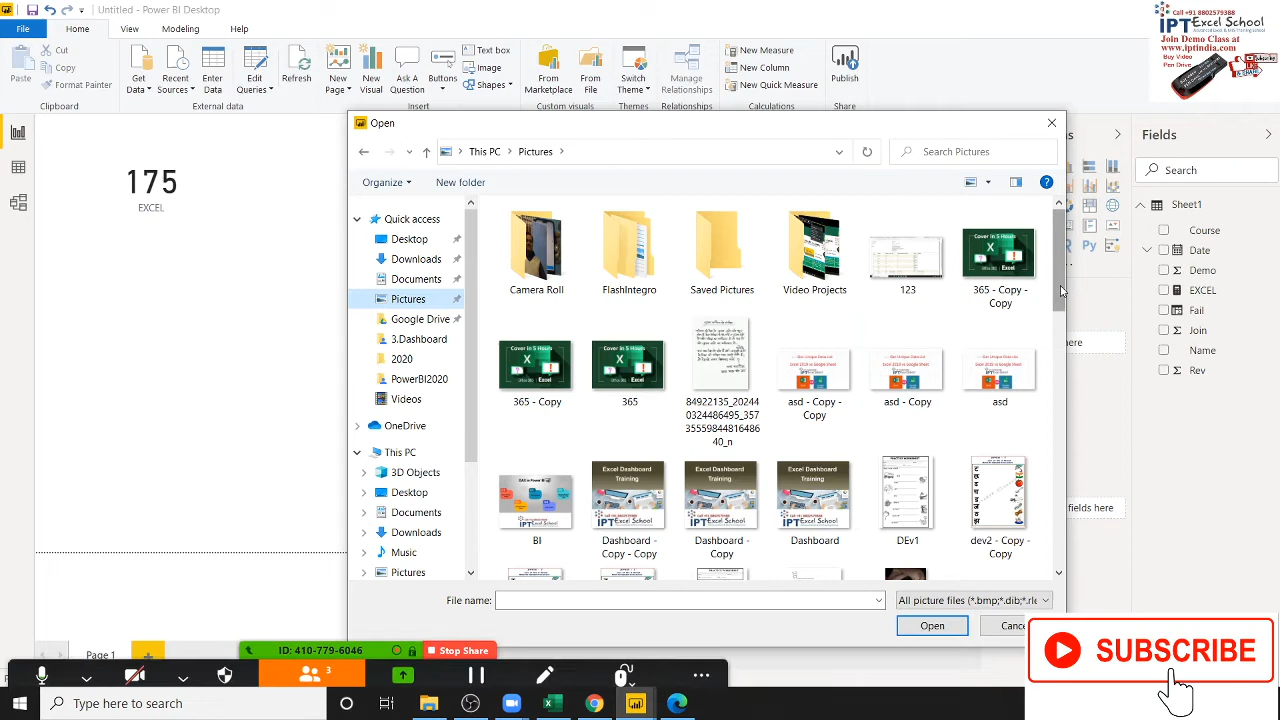 Untitled - Power BI Desktop
File
Home
View
Modeling
Help
Paste
Cut
Copy
Format Painter
Get Data
Recent Sources
Enter Data
Edit Queries
Refresh
New Page
New Visual
Ask A Question
Buttons
Text box
Shapes
From Marketplace
From File
Switch Theme
Manage Relationships
New Measure
New Column
New Quick Measure
Publish
Clipboard
External data
Insert
Custom visuals
Themes
Relationships
Calculations
Share
Call +91 8802579388
IPT Excel School
Advanced Excel & MIS Training School
Join Demo Class at
www.iptindia.com
Buy Video
Pen Drive
175
EXCEL
Open
This PC
Pictures
Search Pictures
Organize
New folder
Quick access
Desktop
Downloads
Documents
Pictures
Google Drive
3.Dashboard
2020
PowerBI2020
Videos
OneDrive
This PC
3D Objects
Desktop
Documents
Downloads
Music
Pictures
Camera Roll
FlashIntegro
Saved Pictures
Video Projects
123
365 - Copy - Copy
365 - Copy
365
84922135_20244
0324486495_357
35559844816486
40_n
asd - Copy - Copy
asd - Copy
asd
BI
Dashboard - Copy - Copy
Dashboard - Copy
Dashboard
DEv1
dev2 - Copy - Copy
File name:
All picture files (*.bmp;*.dib;*.rle
Open
Cance
Fields
Search
Sheet1
Course
Date
Demo
EXCEL
Fail
Join
Name
Rev
here
fields here
Page 1
ID: 410-779-6046
Stop Share
3
SUBSCRIBE
Type here to search